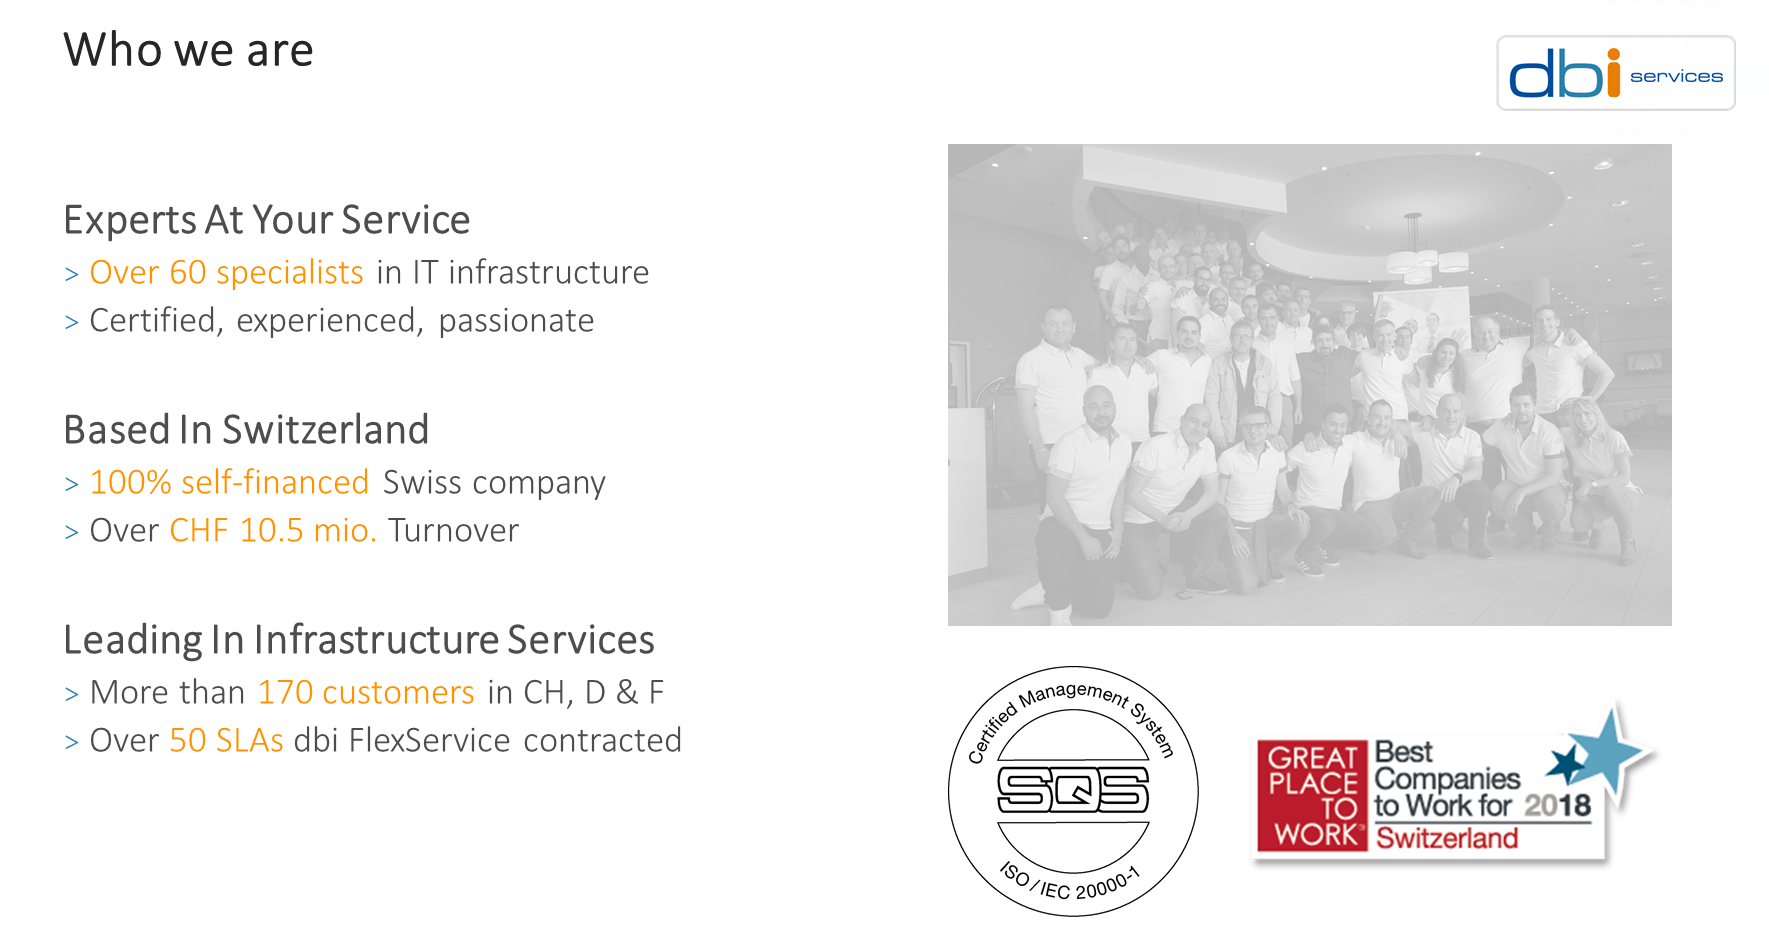 Who we are
dbi services
Experts At Your Service
> Over 60 specialists in IT infrastructure
> Certified, experienced, passionate
Based In Switzerland
> 100% self-financed Swiss company
> Over CHF 10.5 mio. Turnover
Leading In Infrastructure Services
> More than 170 customers in CH, D & F
> Over 50 SLAs dbi FlexService contracted
Certified Management System
SQS
ISO / IEC 20000-1
GREAT
PLACE
TO
WORK
Best
Companies
to Work for 2018
Switzerland